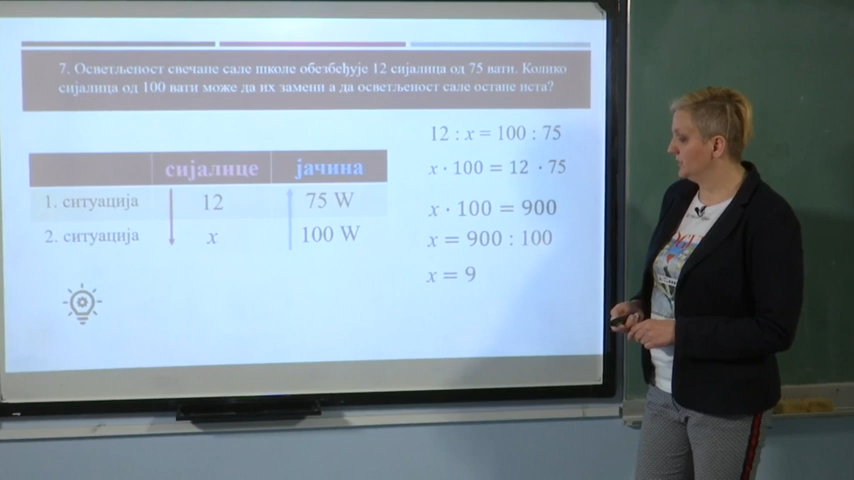 7. Осветљеност свечане сале школе обезбеђује 12 сијалица од 75 вати. Колико
сијалица од 100 вати може да их замени а да осветљеност сале остане иста?
сијалице јачина
1. ситуација 12 75 W
2. ситуација x 100 W
12 : x = 100 : 75
x · 100 = 12 · 75
x · 100 = 900
x = 900 : 100
x = 9